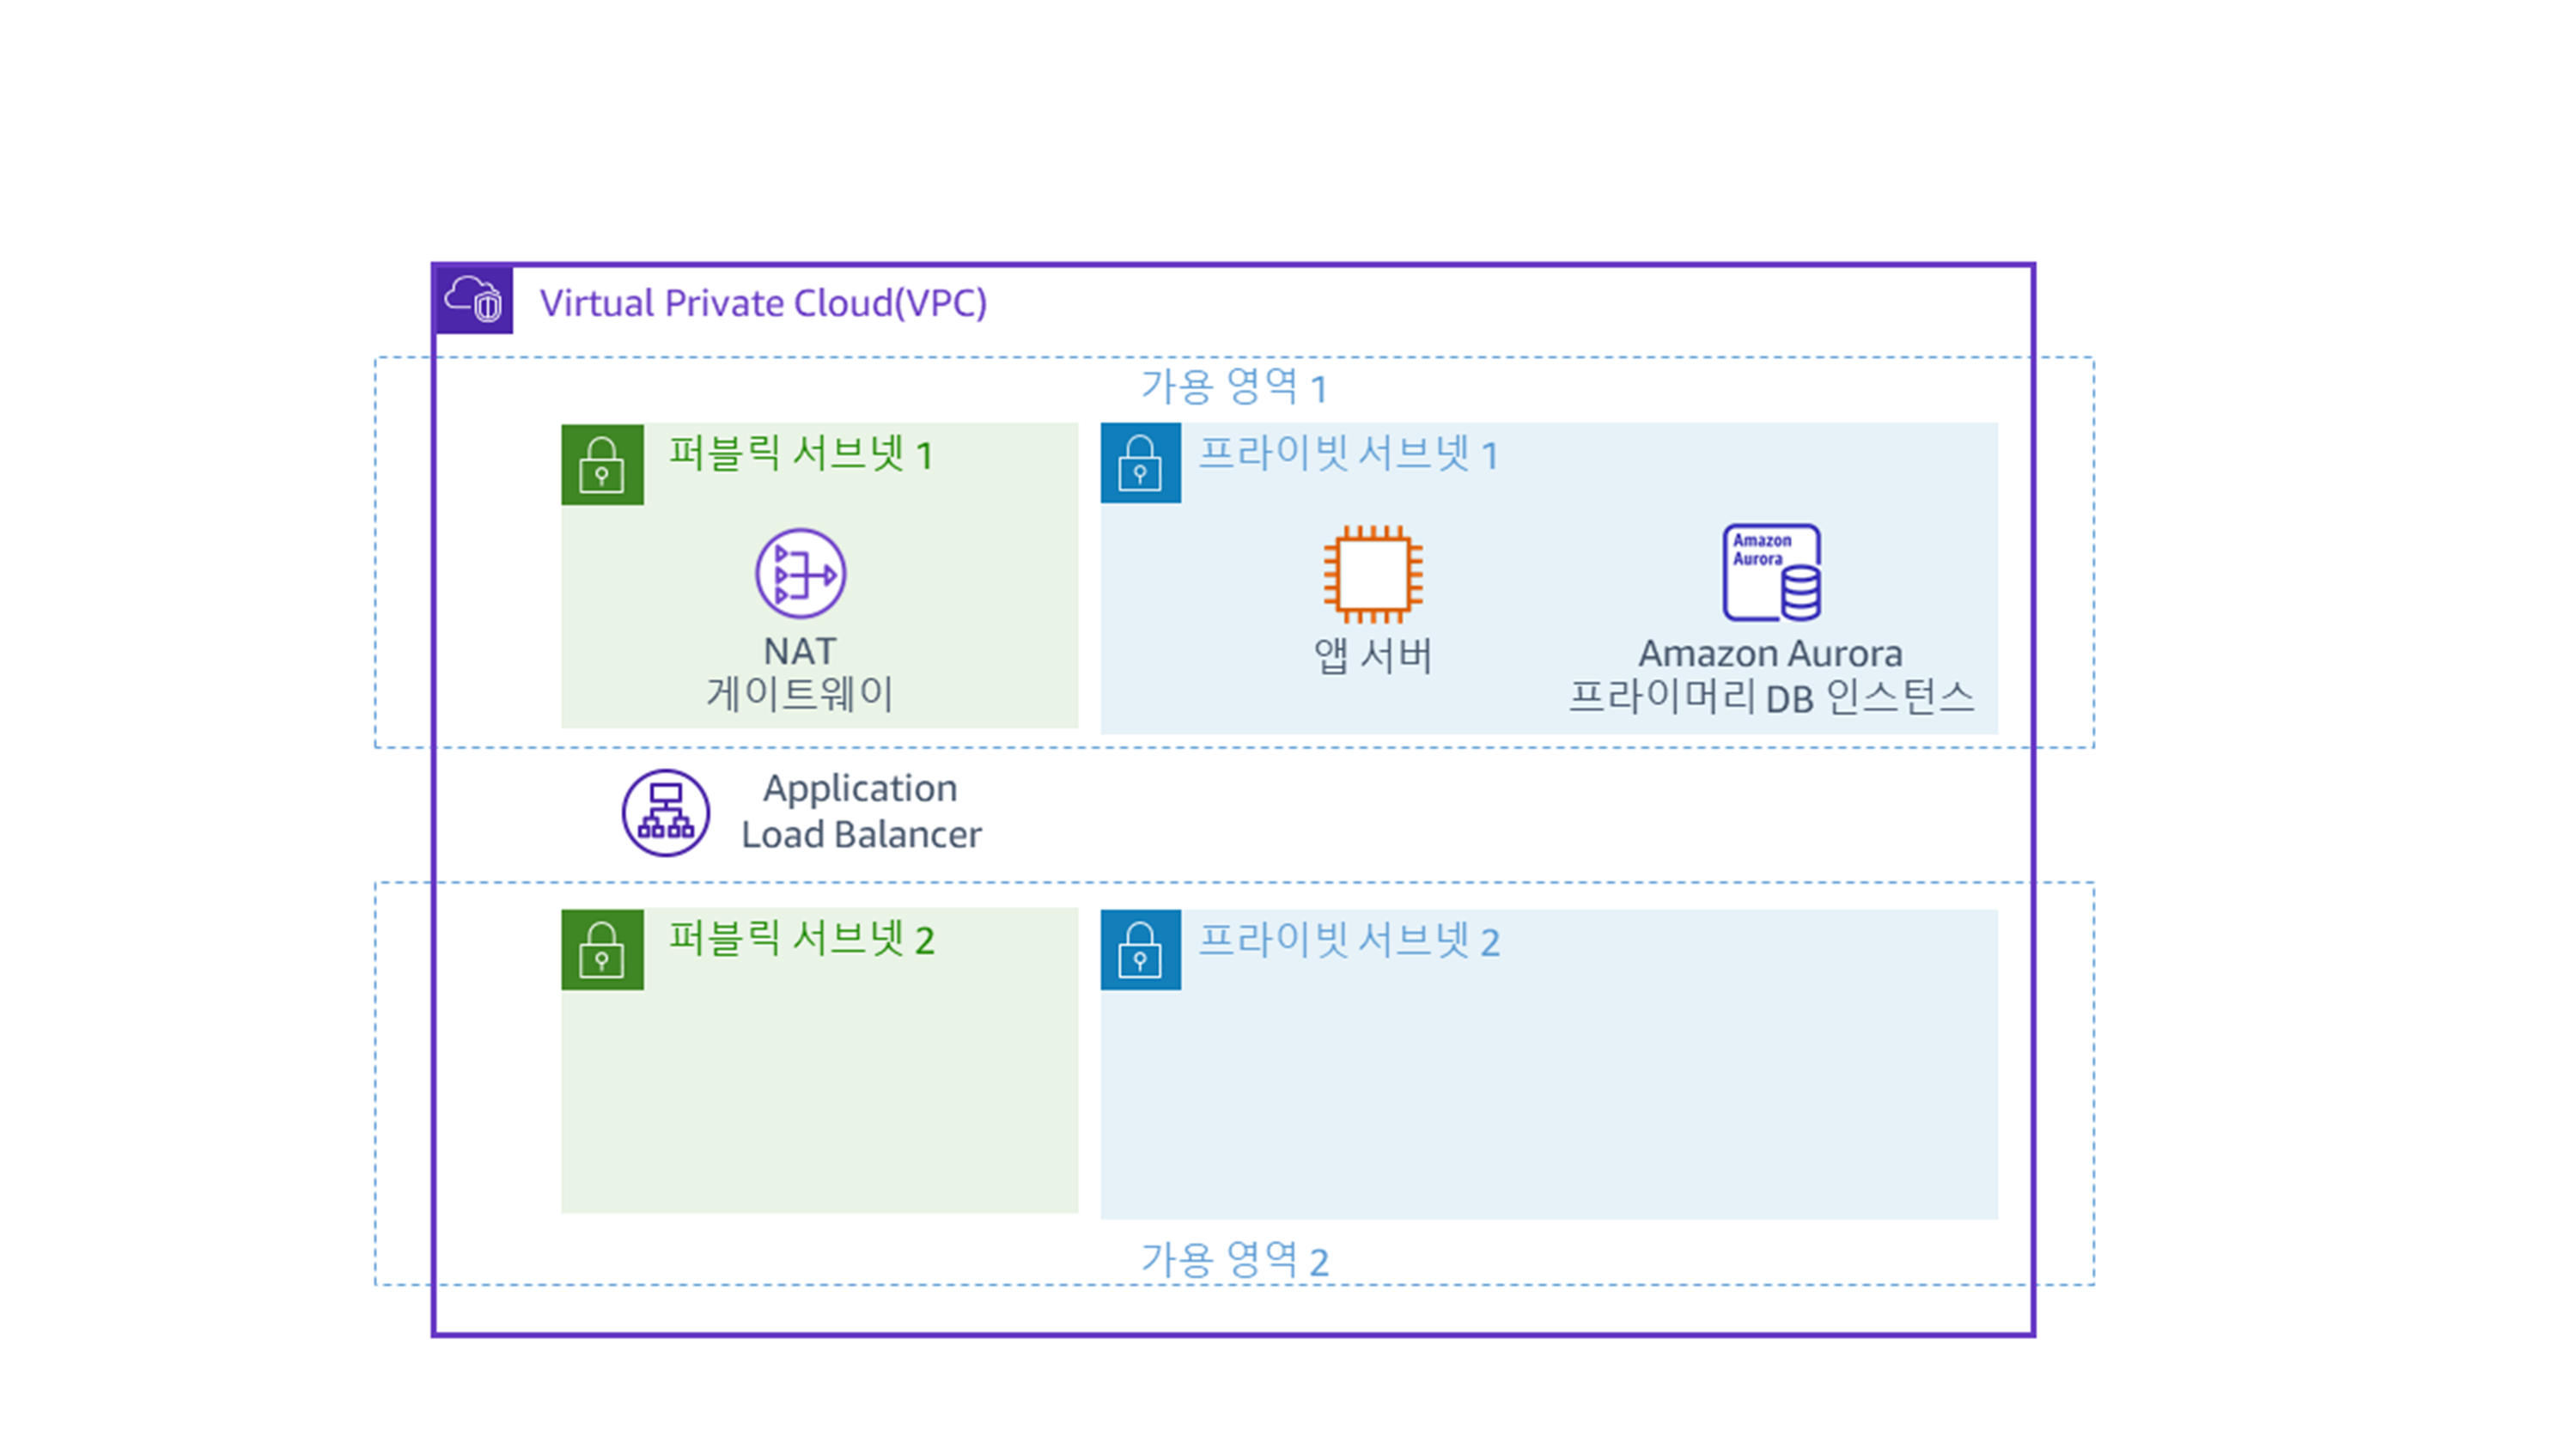 Virtual Private Cloud(VPC)
가용 영역 1
퍼블릭 서브넷 1
프라이빗 서브넷 1
Amazon
Aurora
NAT
게이트웨이
앱 서버
Amazon Aurora
프라이머리 DB 인스턴스
Application
Load Balancer
퍼블릭 서브넷 2
프라이빗 서브넷 2
가용 영역 2